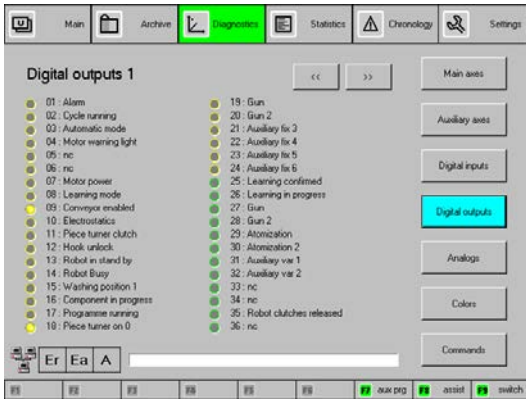 Main
Archive
Diagnostics
Statistics
Chronology
Settings
Digital outputs 1
<<
>>
Main axes
01 : Alarm
02 : Cycle running
03 : Automatic mode
04 : Motor warning light
05 : nc
06 : nc
07 : Motor power
08 : Learning mode
09 : Conveyor enabled
10 : Electrostatics
11 : Piece turner clutch
12 : Hook unlock
13 : Robot in stand by
14 : Robot Busy
15 : Washing position 1
16 : Component in progress
17 : Programme running
18 : Piece turner on 0
19 : Gun
20 : Gun 2
21 : Auxiliary fix 3
22 : Auxiliary fix 4
23 : Auxiliary fix 5
24 : Auxiliary fix 6
25 : Learning confirmed
26 : Learning in progress
27 : Gun
28 : Gun 2
29 : Atomization
30 : Atomization 2
31 : Auxiliary var 1
32 : Auxiliary var 2
33 : nc
34 : nc
35 : Robot clutches released
36 : nc
Auxiliary axes
Digital inputs
Digital outputs
Analogs
Colors
Commands
Er Ea A
F1 F2 F3 F4 F5 F6 F7 aux prg F8 assist F9 switch